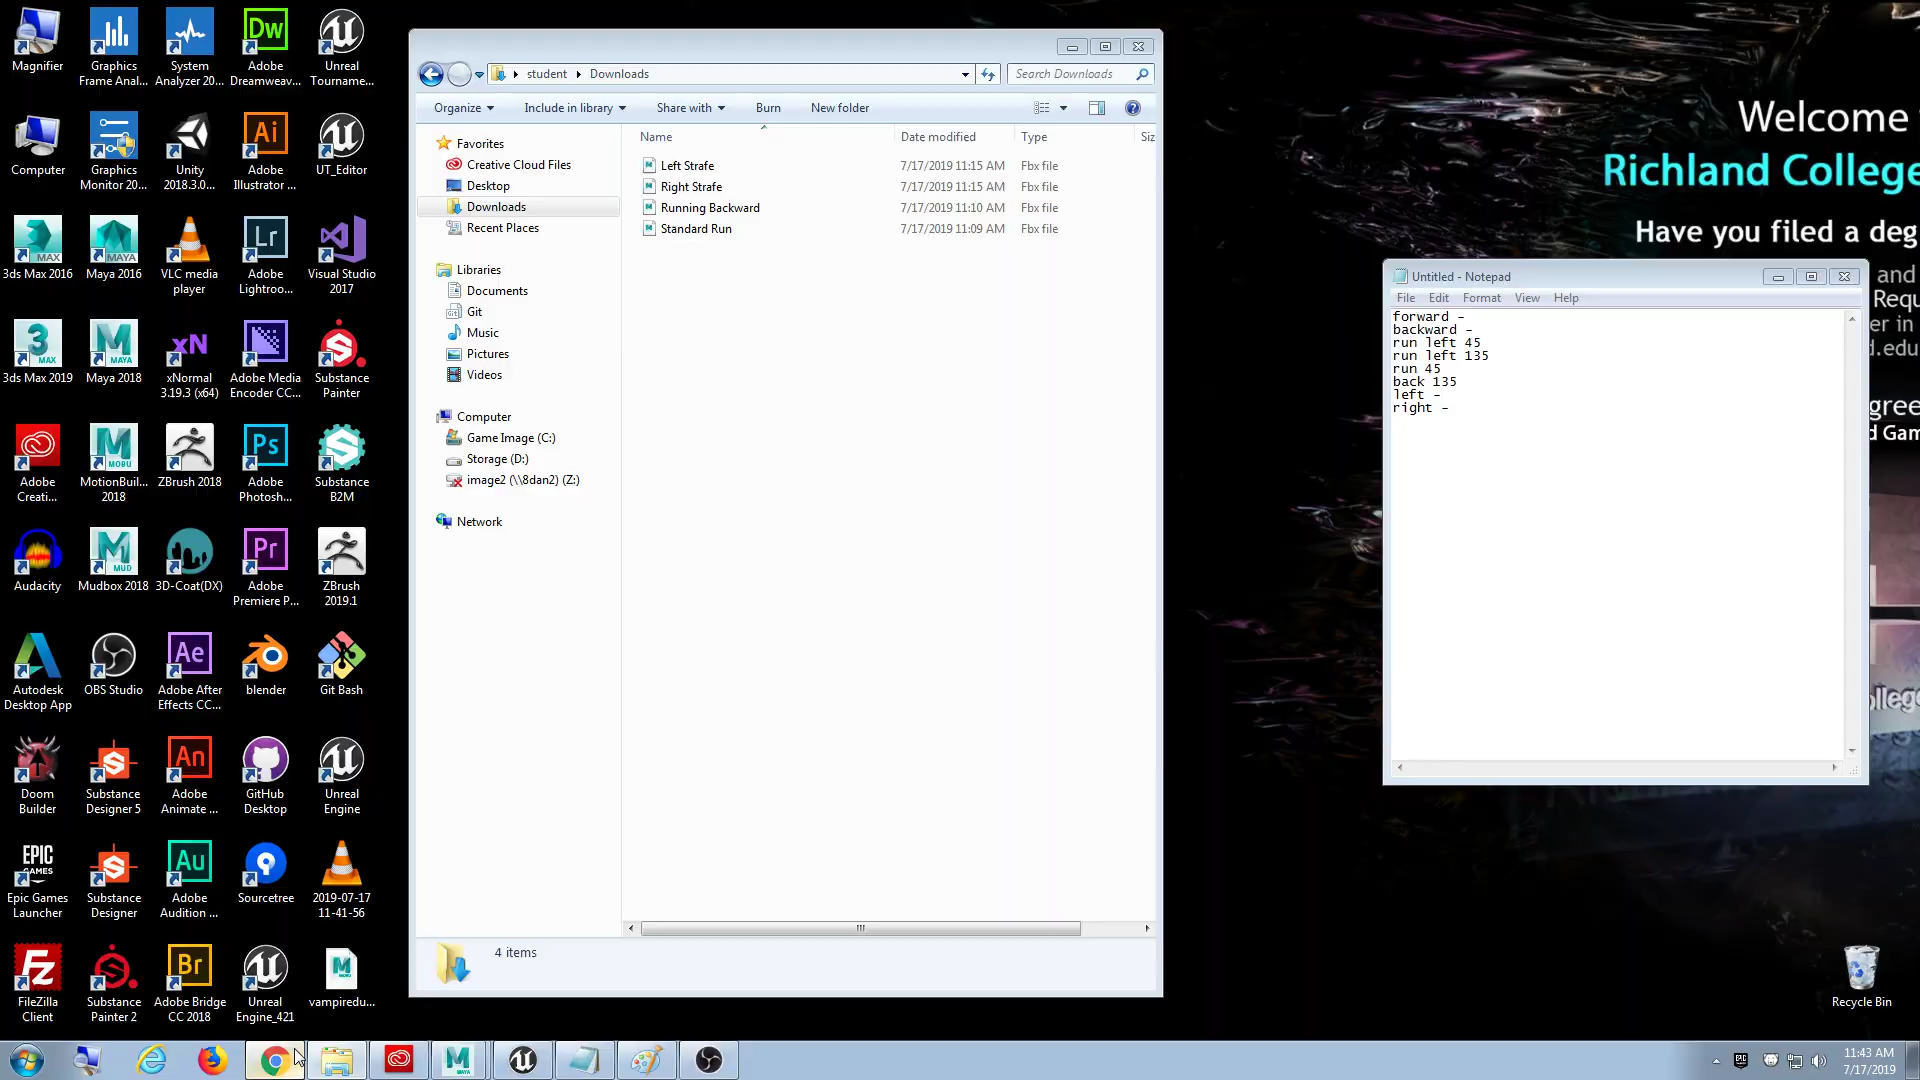 Magnifier
Graphics Frame Anal...
System Analyzer 20...
Adobe Dreamweav...
Unreal Tourname...
Computer
Graphics Monitor 20...
Unity 2018.3.0...
Adobe Illustrator ...
UT_Editor
3ds Max 2016
Maya 2016
VLC media player
Adobe Lightroo...
Visual Studio 2017
3ds Max 2019
Maya 2018
xNormal 3.19.3 (x64)
Adobe Media Encoder CC...
Substance Painter
Adobe Creati...
MotionBuil... 2018
ZBrush 2018
Adobe Photosh...
Substance B2M
Audacity
Mudbox 2018
3D-Coat(DX)
Adobe Premiere P...
ZBrush 2019.1
Autodesk Desktop App
OBS Studio
Adobe After Effects CC...
blender
Git Bash
Doom Builder
Substance Designer 5
Adobe Animate ...
GitHub Desktop
Unreal Engine
Epic Games Launcher
Substance Designer
Adobe Audition ...
Sourcetree
2019-07-17 11-41-56
FileZilla Client
Substance Painter 2
Adobe Bridge CC 2018
Unreal Engine_421
vampiredu...
student Downloads
Search Downloads
Organize Include in library Share with Burn New folder
Favorites
Creative Cloud Files
Desktop
Downloads
Recent Places
Libraries
Documents
Git
Music
Pictures
Videos
Computer
Game Image (C:)
Storage (D:)
image2 (\\8dan2) (Z:)
Network
Name Date modified Type Siz
Left Strafe 7/17/2019 11:15 AM Fbx file
Right Strafe 7/17/2019 11:15 AM Fbx file
Running Backward 7/17/2019 11:10 AM Fbx file
Standard Run 7/17/2019 11:09 AM Fbx file
4 items
Welcome
Richland College
Have you filed a deg
and
Requ
er in
d.edu
gree
d Gam
Untitled - Notepad
File Edit Format View Help
forward -
backward -
run left 45
run left 135
run 45
back 135
left -
right -
Recycle Bin
11:43 AM
7/17/2019